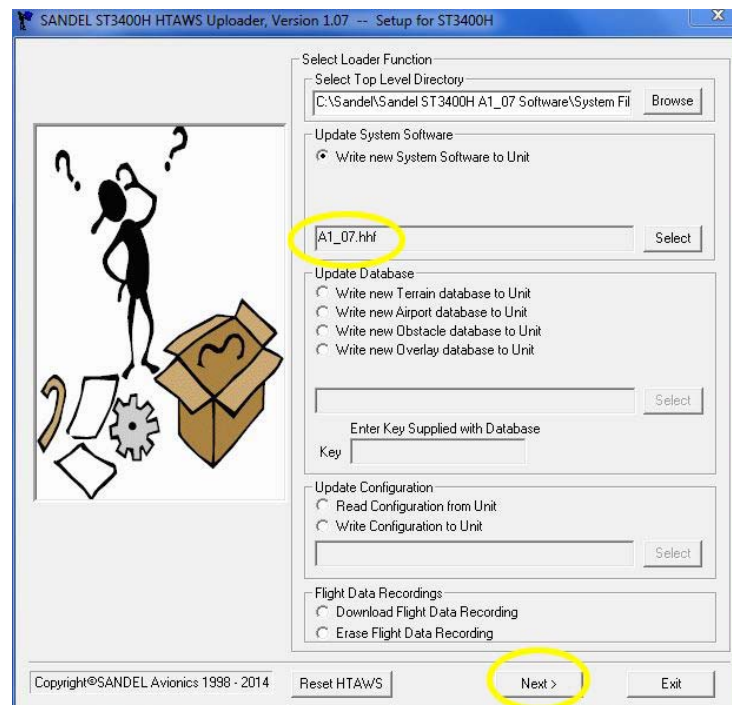 SANDEL ST3400H HTAWS Uploader, Version 1.07 -- Setup for ST3400H
Select Loader Function
Select Top Level Directory
C:\Sandel\Sandel ST3400H A1_07 Software\System Fil Browse
Update System Software
Write new System Software to Unit
A1_07.hhf Select
Update Database
Write new Terrain database to Unit
Write new Airport database to Unit
Write new Obstacle database to Unit
Write new Overlay database to Unit
Select
Enter Key Supplied with Database
Key
Update Configuration
Read Configuration from Unit
Write Configuration to Unit
Select
Flight Data Recordings
Download Flight Data Recording
Erase Flight Data Recording
Copyright©SANDEL Avionics 1998 - 2014 Reset HTAWS Next > Exit